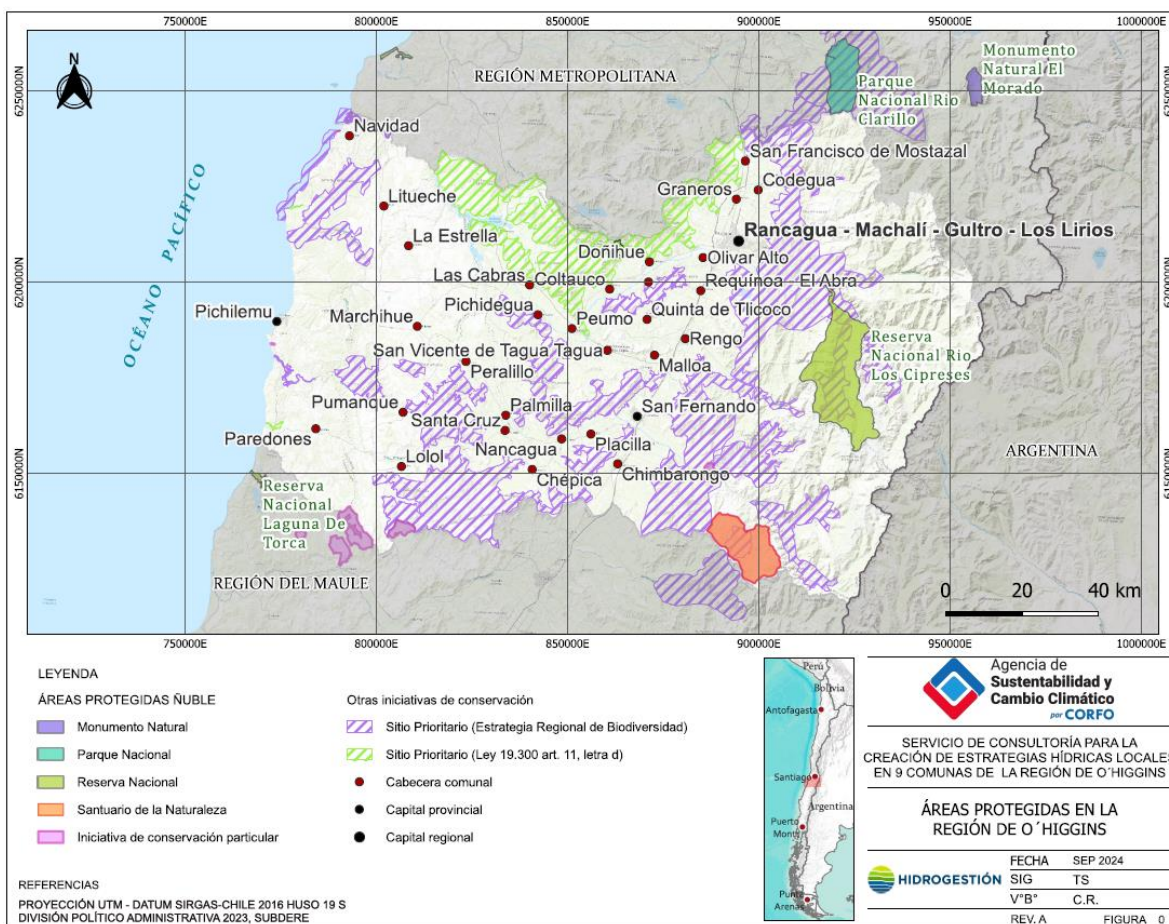 750000E 800000E 850000E 900000E 950000E 1000000E
6250000N
6200000N
6150000N
6250000N
6200000N
6150000N
N
REGIÓN METROPOLITANA
Monumento
Natural El
Morado
Parque
Nacional Rio
Clarillo
Navidad
San Francisco de Mostazal
Codegua
Graneros
Litueche
OCÉANO PACÍFICO
La Estrella
Rancagua - Machalí - Gultro - Los Lirios
Doñihue
Olivar Alto
Las Cabras
Coltauco
Requínoa
El Abra
Pichidegua
Quinta de Tlicoco
Pichilemu
Marchihue
Peumo
Rengo
Reserva
Nacional Rio
Los Cipreses
San Vicente de Tagua Tagua
Malloa
Peralillo
Pumanque
Palmilla
San Fernando
Santa Cruz
Paredones
Nancagua
Placilla
ARGENTINA
Lolol
Chépica
Chimbarongo
Reserva
Nacional
Laguna De
Torca
REGIÓN DEL MAULE
0 20 40 km
750000E 800000E 850000E 900000E 950000E 1000000E
LEYENDA
ÁREAS PROTEGIDAS ÑUBLE
Monumento Natural
Parque Nacional
Reserva Nacional
Santuario de la Naturaleza
Iniciativa de conservación particular
Otras iniciativas de conservación
Sitio Prioritario (Estrategia Regional de Biodiversidad)
Sitio Prioritario (Ley 19.300 art. 11, letra d)
Cabecera comunal
Capital provincial
Capital regional
REFERENCIAS
PROYECCIÓN UTM - DATUM SIRGAS-CHILE 2016 HUSO 19 S
DIVISIÓN POLÍTICO ADMINISTRATIVA 2023, SUBDERE
Perú
Bolivia
Antofagasta
Santiago
Argentina
Puerto
Montt
Punta
Arenas
Agencia de
Sustentabilidad y
Cambio Climático
por CORFO
SERVICIO DE CONSULTORÍA PARA LA
CREACIÓN DE ESTRATEGIAS HÍDRICAS LOCALES
EN 9 COMUNAS DE LA REGIÓN DE O´HIGGINS
ÁREAS PROTEGIDAS EN LA
REGIÓN DE O´HIGGINS
HIDROGESTIÓN
FECHA SEP 2024
SIG TS
V°B° C.R.
REV. A FIGURA 0